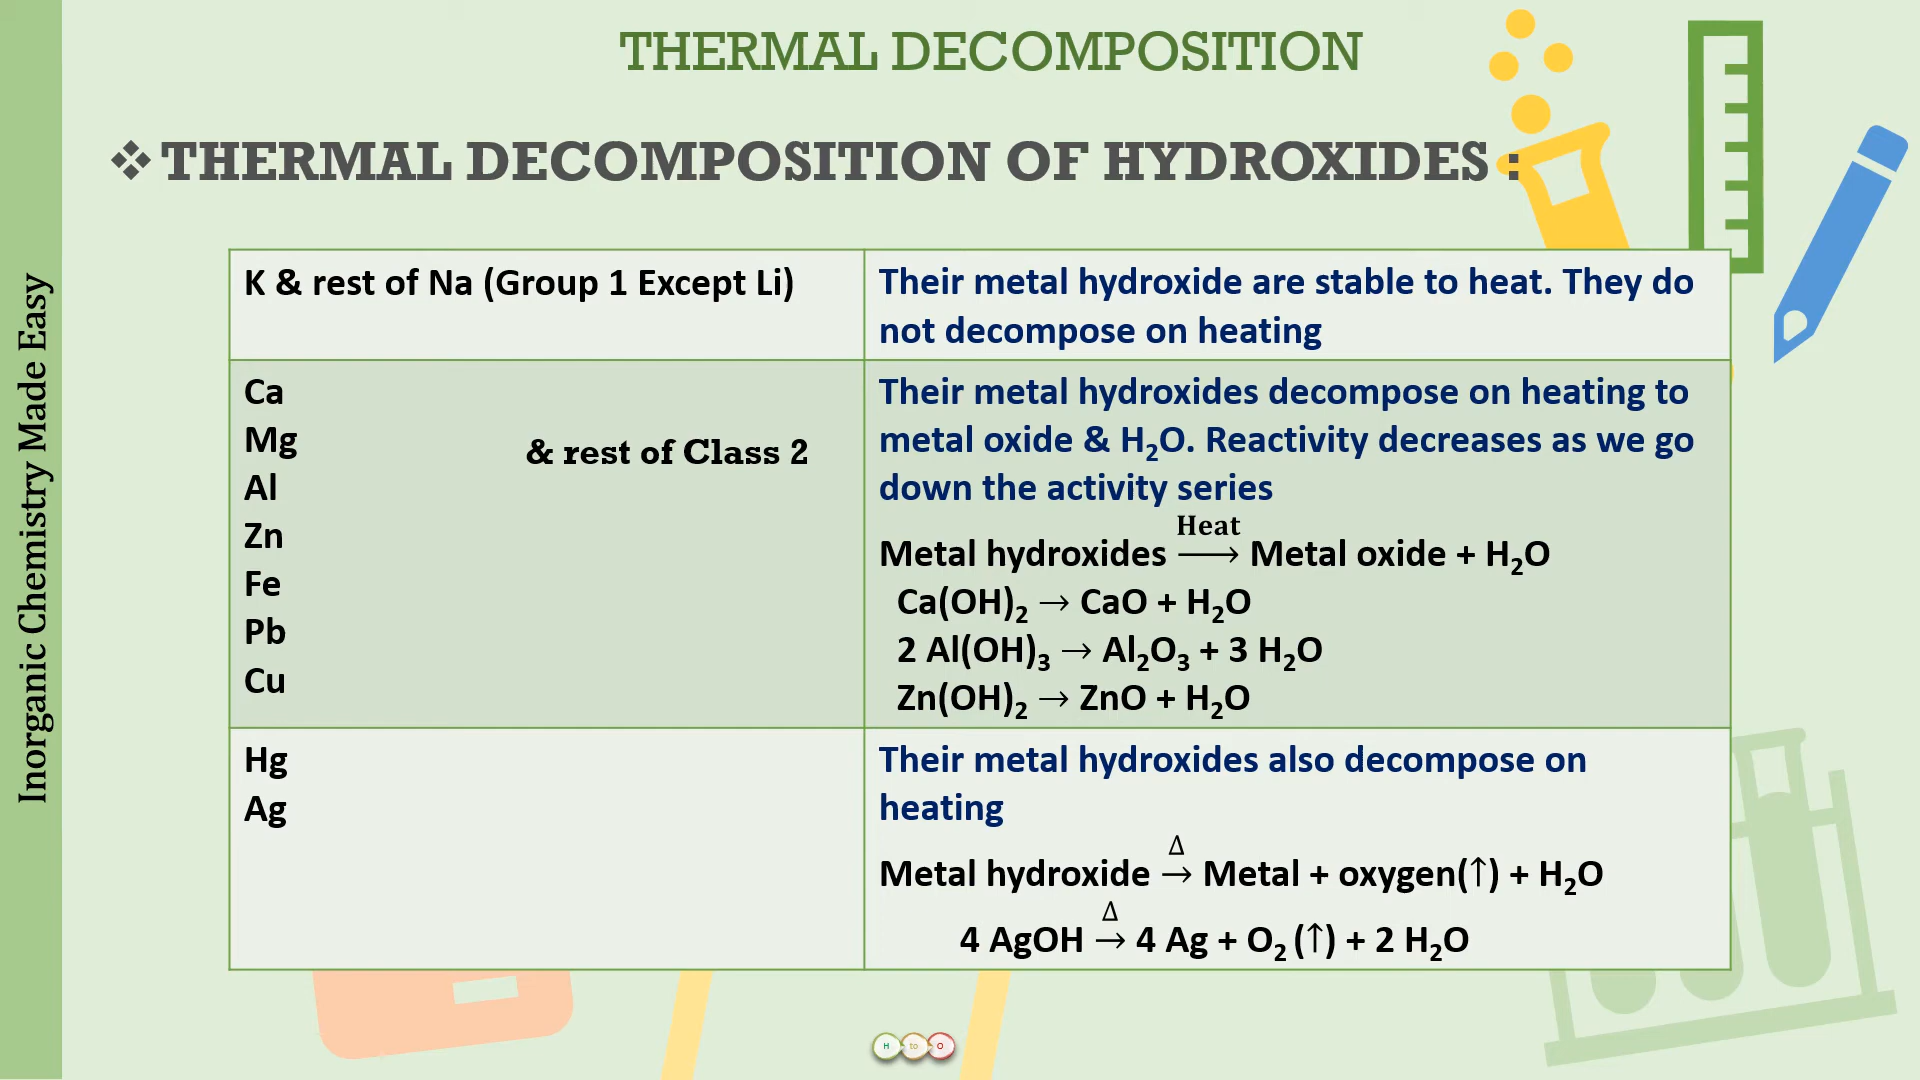 THERMAL DECOMPOSITION
❖ THERMAL DECOMPOSITION OF HYDROXIDES :
Inorganic Chemistry Made Easy
K & rest of Na (Group 1 Except Li)
Their metal hydroxide are stable to heat. They do
not decompose on heating
Ca
Mg
Al
Zn
Fe
Pb
Cu
& rest of Class 2
Their metal hydroxides decompose on heating to
metal oxide & H₂O. Reactivity decreases as we go
down the activity series
Heat
Metal hydroxides ⟶ Metal oxide + H₂O
Ca(OH)₂ → CaO + H₂O
2 Al(OH)₃ → Al₂O₃ + 3 H₂O
Zn(OH)₂ → ZnO + H₂O
Hg
Ag
Their metal hydroxides also decompose on
heating
Δ
Metal hydroxide → Metal + oxygen(↑) + H₂O
Δ
4 AgOH → 4 Ag + O₂ (↑) + 2 H₂O
H to O